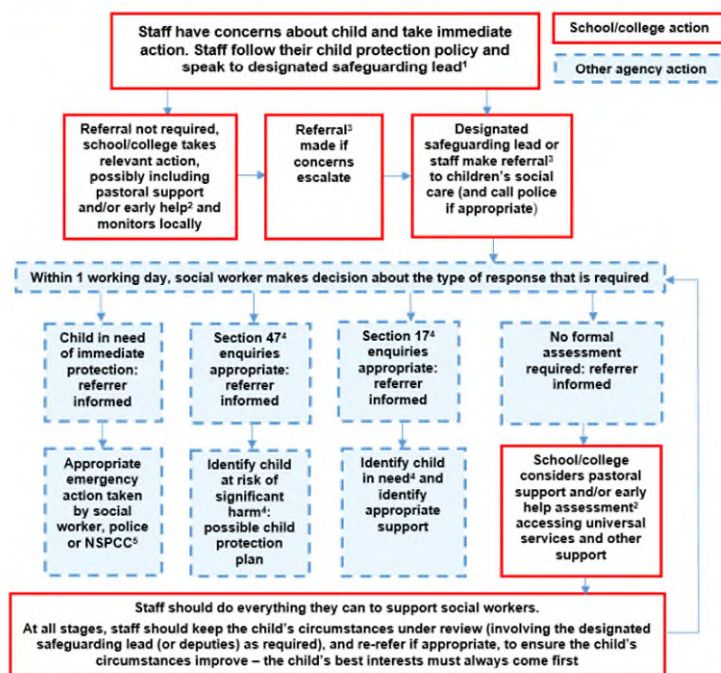 Staff have concerns about child and take immediate
action. Staff follow their child protection policy and
speak to designated safeguarding lead¹
School/college action
Other agency action
Referral not required,
school/college takes
relevant action,
possibly including
pastoral support
and/or early help² and
monitors locally
Referral³
made if
concerns
escalate
Designated
safeguarding lead or
staff make referral³
to children's social
care (and call police
if appropriate)
Within 1 working day, social worker makes decision about the type of response that is required
Child in need
of immediate
protection:
referrer
informed
Section 47⁴
enquiries
appropriate:
referrer
informed
Section 17⁴
enquiries
appropriate:
referrer
informed
No formal
assessment
required: referrer
informed
Appropriate
emergency
action taken
by social
worker, police
or NSPCC⁵
Identify child
at risk of
significant
harm⁴:
possible child
protection
plan
Identify child
in need⁴ and
identify
appropriate
support
School/college
considers pastoral
support and/or early
help assessment²
accessing universal
services and other
support
Staff should do everything they can to support social workers.
At all stages, staff should keep the child's circumstances under review (involving the designated
safeguarding lead (or deputies) as required), and re-refer if appropriate, to ensure the child's
circumstances improve – the child's best interests must always come first